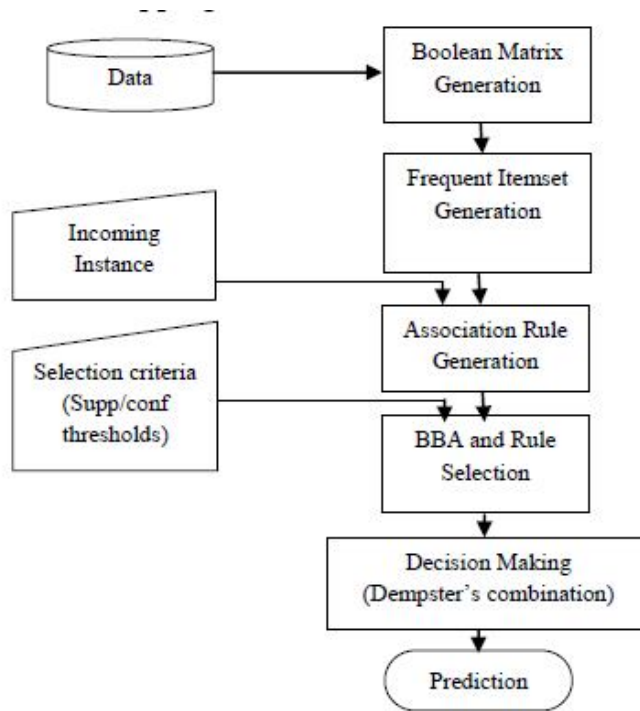 Data
Boolean Matrix
Generation
Frequent Itemset
Generation
Incoming
Instance
Association Rule
Generation
Selection criteria
(Supp/conf
thresholds)
BBA and Rule
Selection
Decision Making
(Dempster’s combination)
Prediction